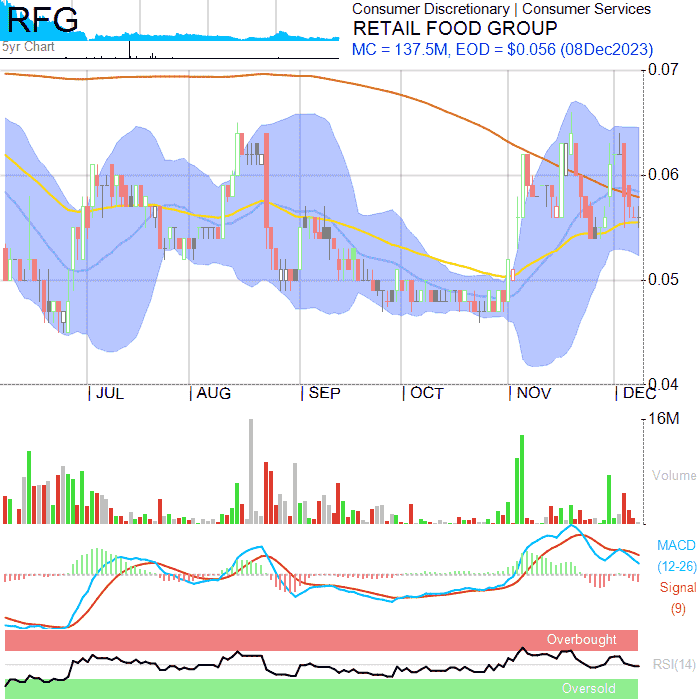 RFG
5yr Chart
Consumer Discretionary | Consumer Services
RETAIL FOOD GROUP
MC = 137.5M, EOD = $0.056 (08Dec2023)
0.07
0.06
0.05
0.04
JUL
AUG
SEP
OCT
NOV
DEC
16M
Volume
MACD
(12-26)
Signal
(9)
Overbought
RSI(14)
Oversold